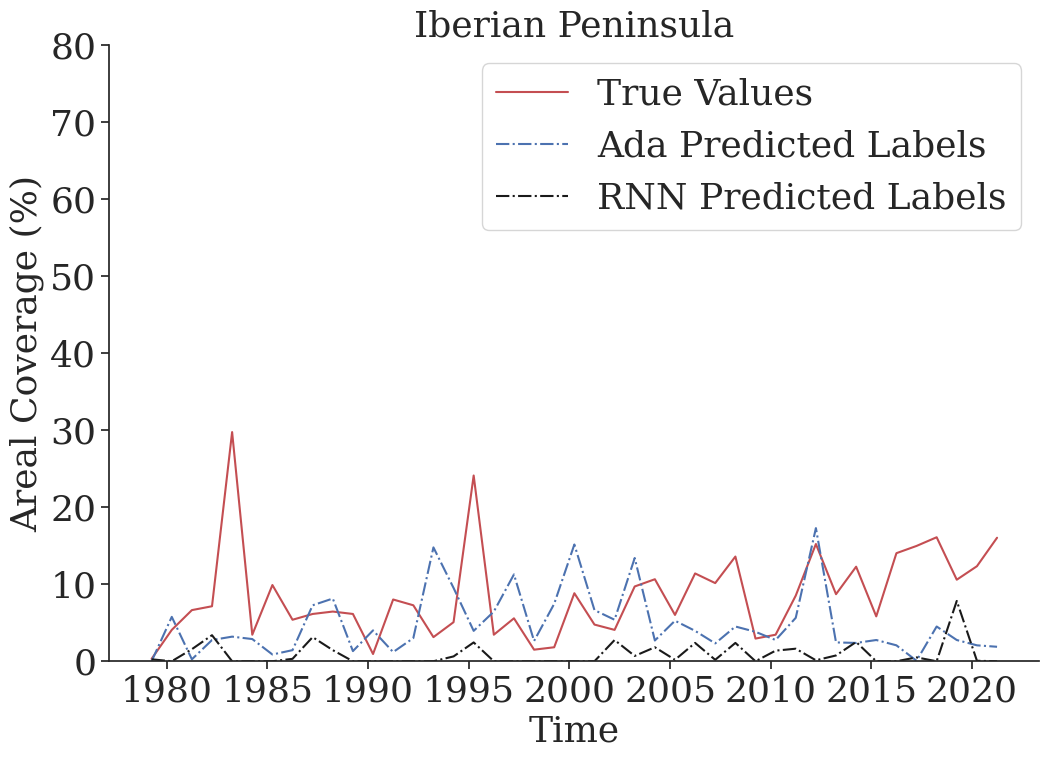 Iberian Peninsula
True Values
Ada Predicted Labels
RNN Predicted Labels
Areal Coverage (%)
80
70
60
50
40
30
20
10
0
1980 1985 1990 1995 2000 2005 2010 2015 2020
Time